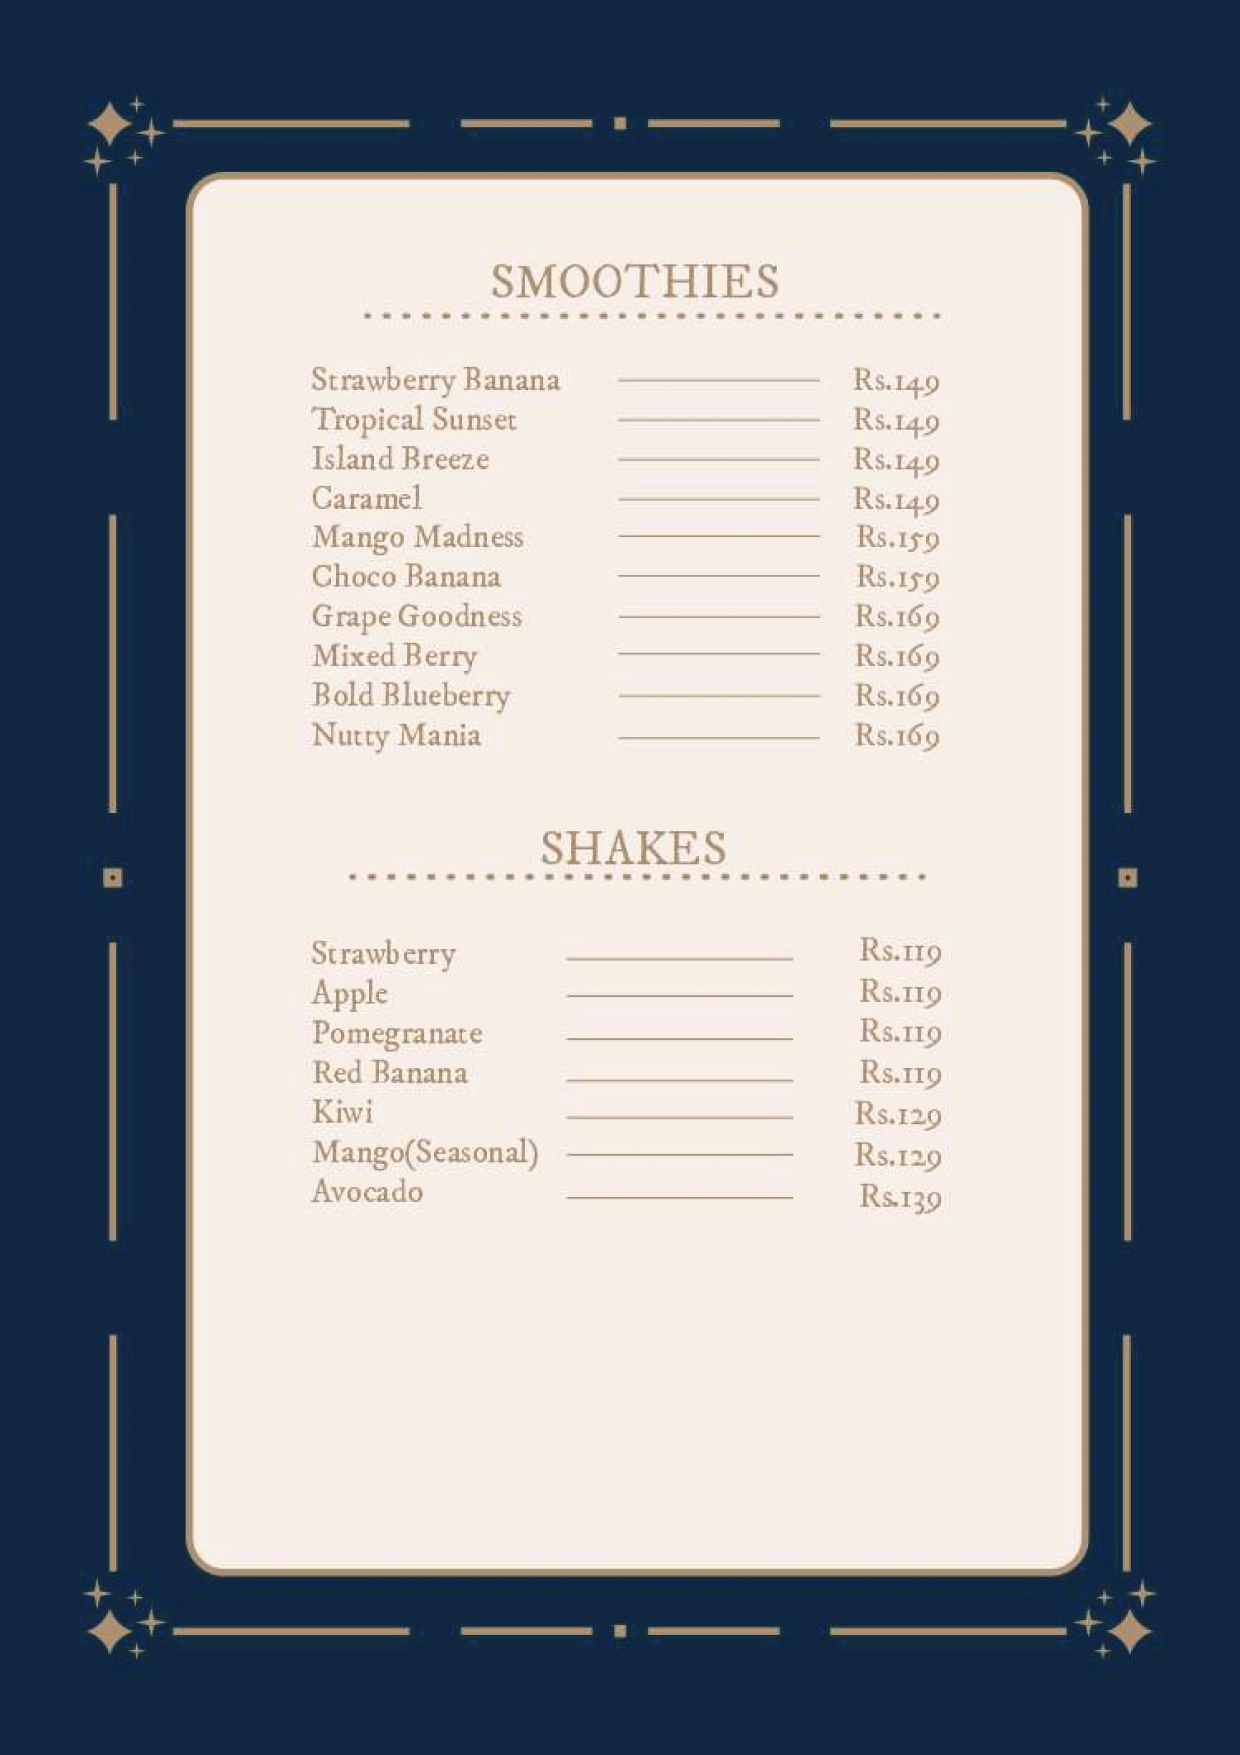 SMOOTHIES
Strawberry Banana Rs.149
Tropical Sunset Rs.149
Island Breeze Rs.149
Caramel Rs.149
Mango Madness Rs.159
Choco Banana Rs.159
Grape Goodness Rs.169
Mixed Berry Rs.169
Bold Blueberry Rs.169
Nutty Mania Rs.169
SHAKES
Strawberry Rs.119
Apple Rs.119
Pomegranate Rs.119
Red Banana Rs.119
Kiwi Rs.129
Mango(Seasonal) Rs.129
Avocado Rs.139